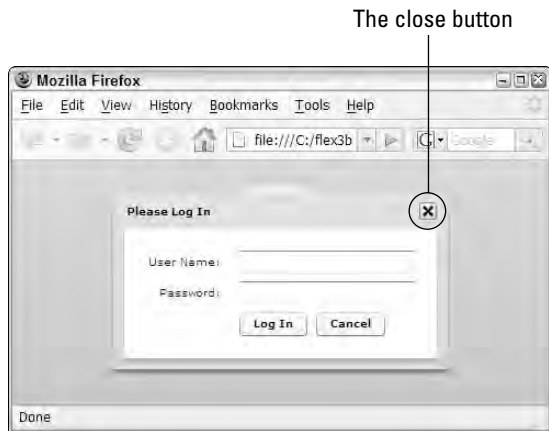 The close button
Mozilla Firefox
File Edit View History Bookmarks Tools Help
file:///C:/flex3b G Google
Please Log In
User Name:
Password:
Log In Cancel
Done